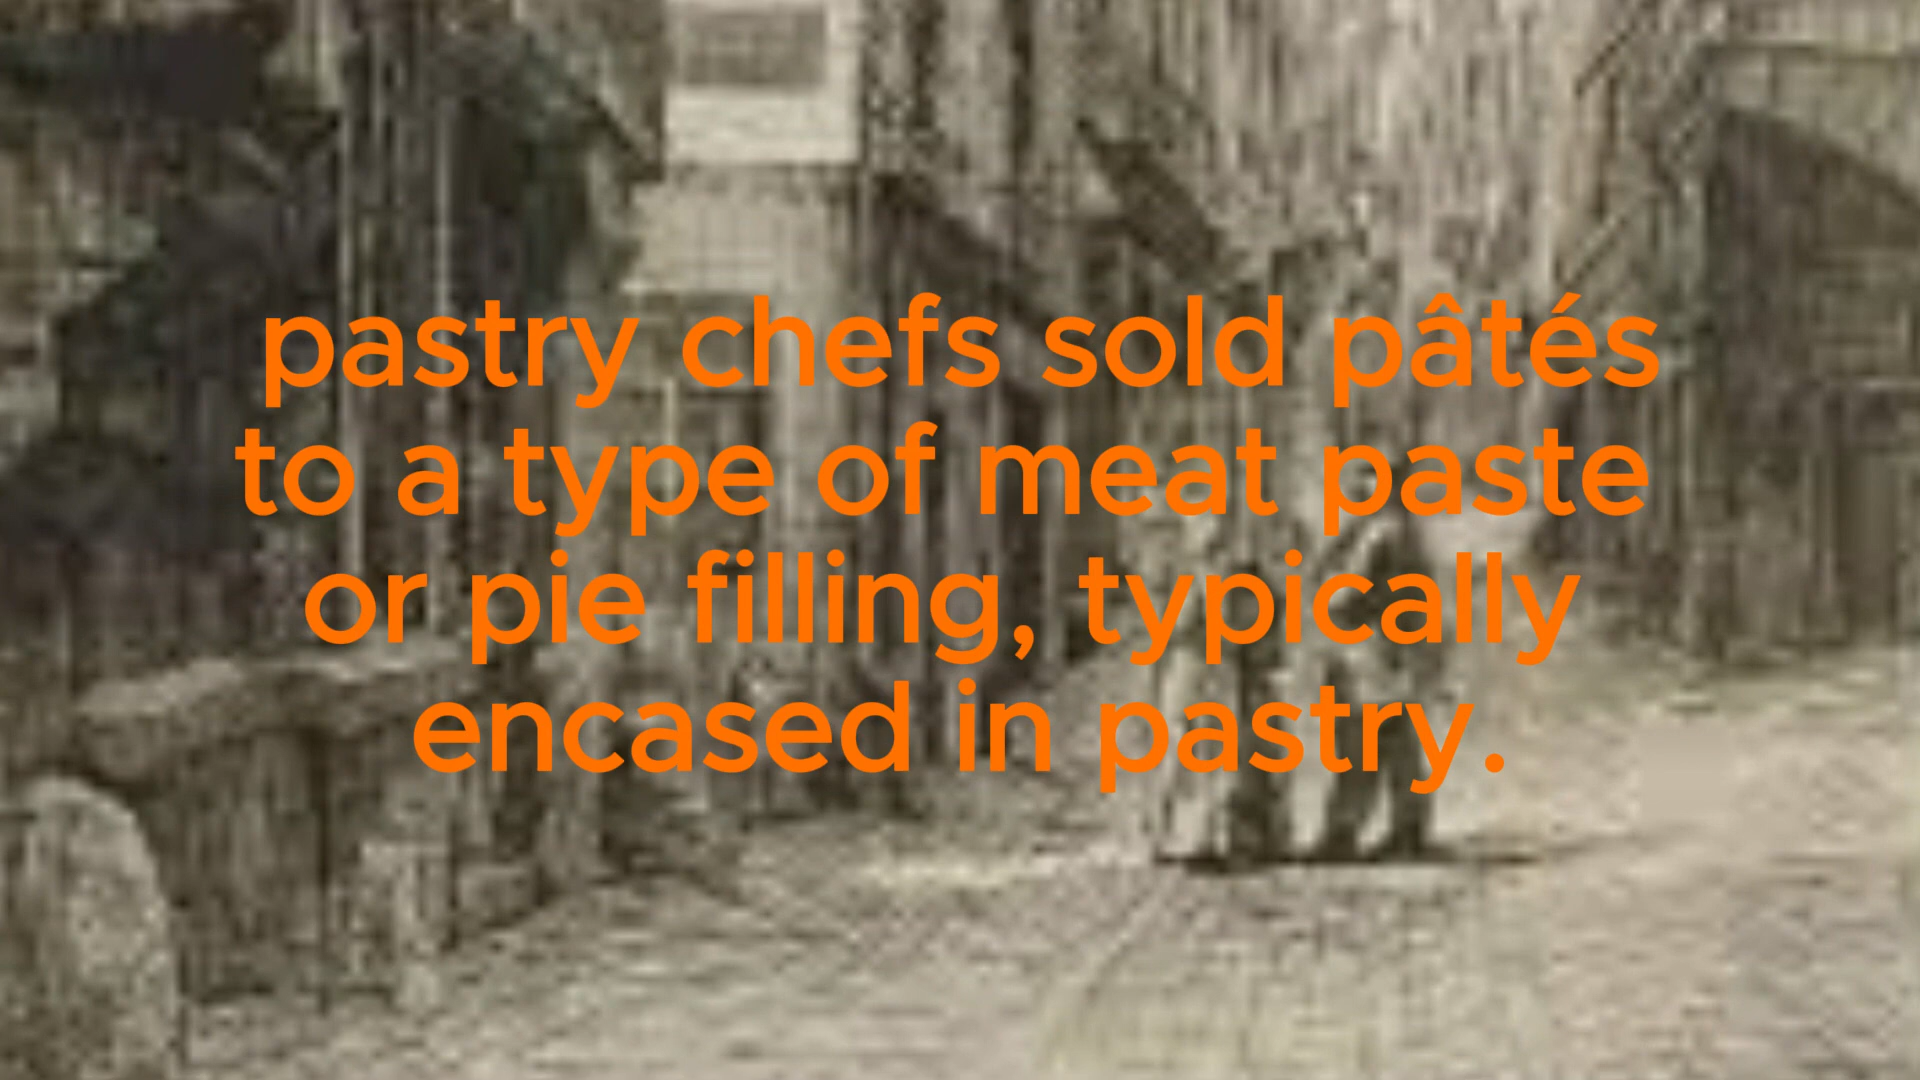 pastry chefs sold pâtés
to a type of meat paste
or pie filling, typically
encased in pastry.